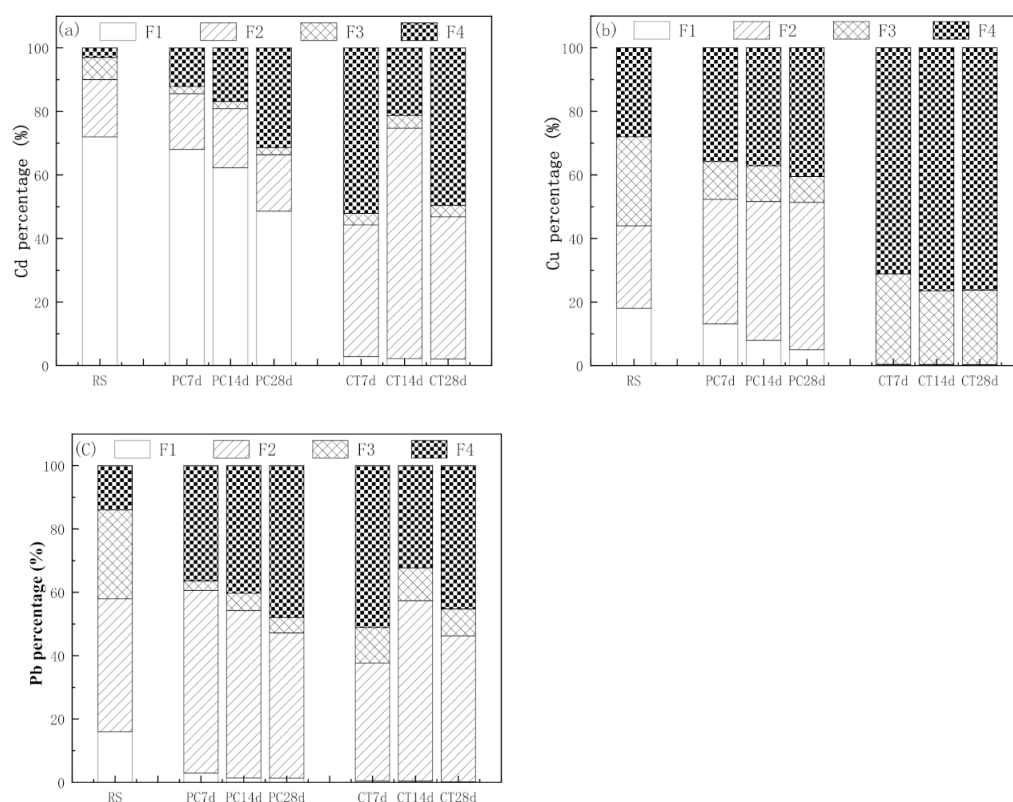 (a) F1 F2 F3 F4
100
80
60
40
20
0
Cd percentage (%)
RS PC7d PC14d PC28d CT7d CT14d CT28d
(b) F1 F2 F3 F4
100
80
60
40
20
0
Cu percentage (%)
RS PC7d PC14d PC28d CT7d CT14d CT28d
(C) F1 F2 F3 F4
100
80
60
40
20
0
Pb percentage (%)
RS PC7d PC14d PC28d CT7d CT14d CT28d